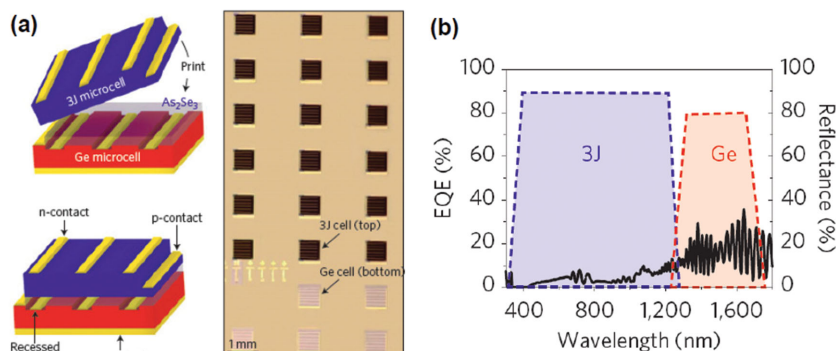 (a)
3J microcell
Print
As2Se3
Ge microcell
n-contact
p-contact
Recessed
3J cell (top)
Ge cell (bottom)
1 mm
(b)
EQE (%)
100
80
60
40
20
0
3J
Ge
100
80
60
40
20
0
Reflectance (%)
400
800
1,200
1,600
Wavelength (nm)